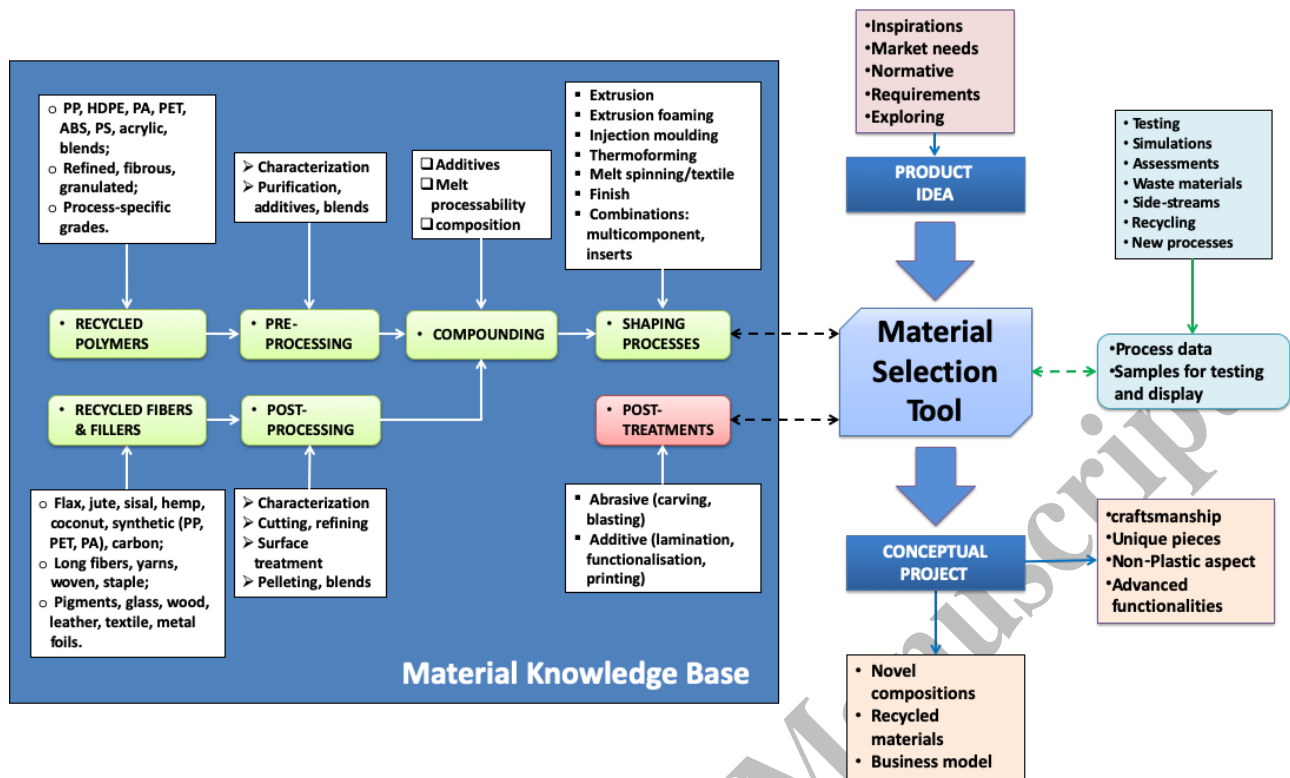 •Inspirations
•Market needs
•Normative
•Requirements
•Exploring
○ PP, HDPE, PA, PET,
ABS, PS, acrylic,
blends;
○ Refined, fibrous,
granulated;
○ Process-specific
grades.
➢ Characterization
➢ Purification,
additives, blends
❑ Additives
❑ Melt
processability
❑ composition
▪ Extrusion
▪ Extrusion foaming
▪ Injection moulding
▪ Thermoforming
▪ Melt spinning/textile
▪ Finish
▪ Combinations:
multicomponent,
inserts
PRODUCT
IDEA
• Testing
• Simulations
• Assessments
• Waste materials
• Side-streams
• Recycling
• New processes
• RECYCLED
POLYMERS
• PRE-
PROCESSING
• COMPOUNDING
• SHAPING
PROCESSES
Material
Selection
Tool
•Process data
•Samples for testing
and display
• RECYCLED FIBERS
& FILLERS
• POST-
PROCESSING
• POST-
TREATMENTS
○ Flax, jute, sisal, hemp,
coconut, synthetic (PP,
PET, PA), carbon;
○ Long fibers, yarns,
woven, staple;
○ Pigments, glass, wood,
leather, textile, metal
foils.
➢ Characterization
➢ Cutting, refining
➢ Surface
treatment
➢ Pelleting, blends
▪ Abrasive (carving,
blasting)
▪ Additive (lamination,
functionalisation,
printing)
CONCEPTUAL
PROJECT
•craftsmanship
•Unique pieces
•Non-Plastic aspect
•Advanced
functionalities
Material Knowledge Base
• Novel
compositions
• Recycled
materials
• Business model